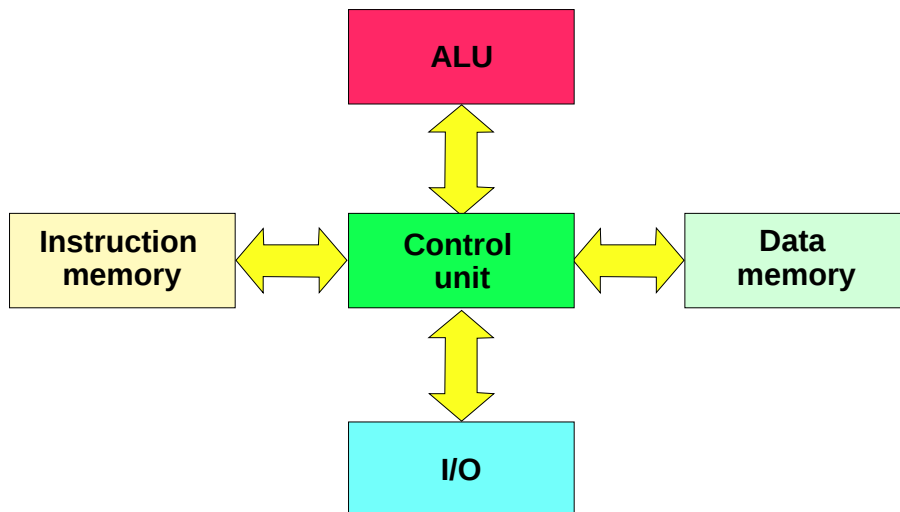 ALU
Instruction
memory
Control
unit
Data
memory
I/O